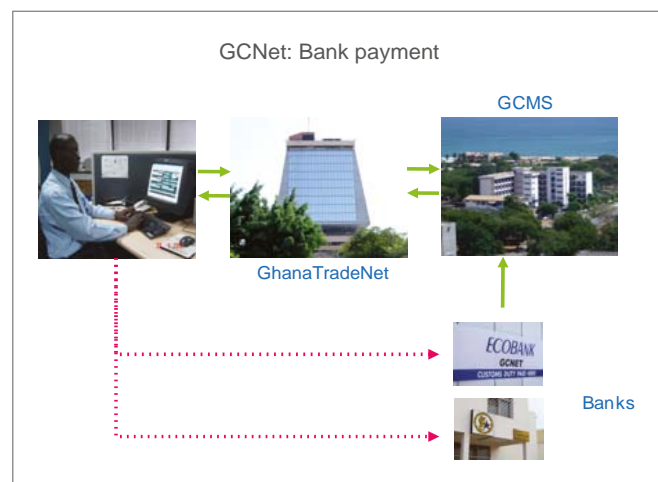 GCNet: Bank payment
GCMS
GhanaTradeNet
ECOBANK
GCNET
CUSTOMS DUTY PAID HERE
Banks